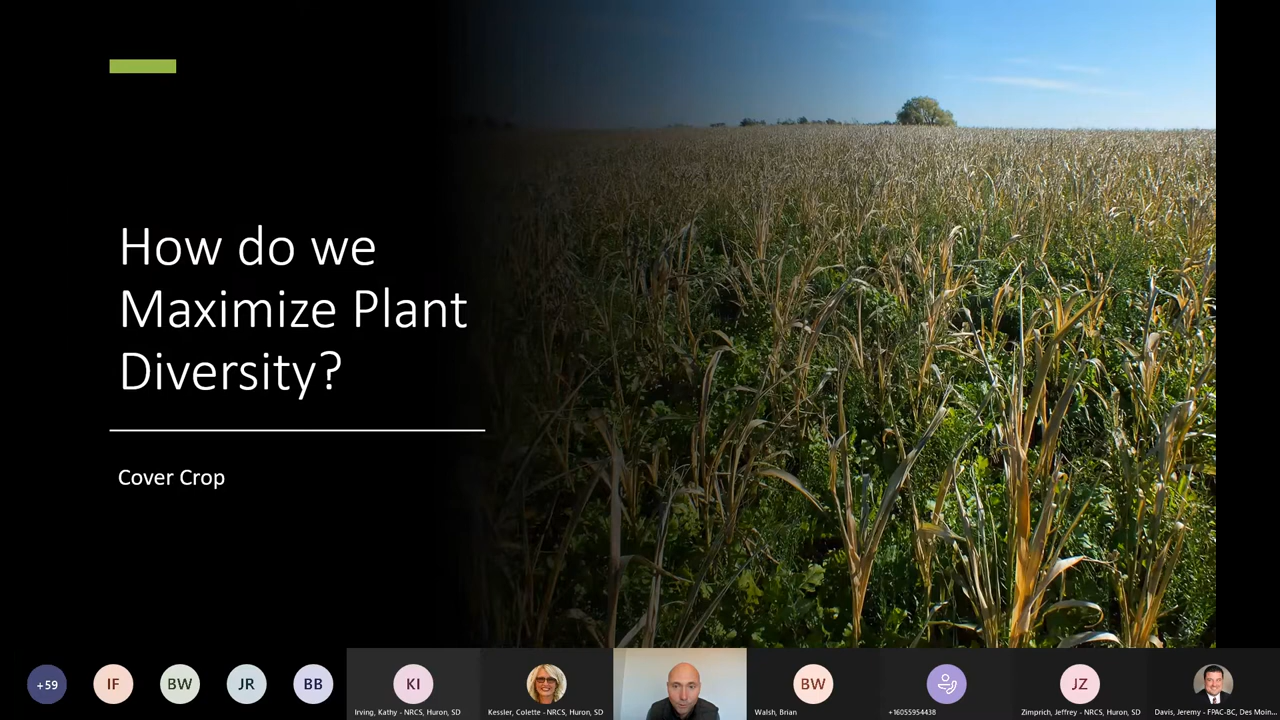 How do we
Maximize Plant
Diversity?
Cover Crop
+59
IF
BW
JR
BB
KI
BW
JZ
Irving, Kathy - NRCS, Huron, SD
Kessler, Colette - NRCS, Huron, SD
Walsh, Brian
+16055954438
Zimprich, Jeffrey - NRCS, Huron, SD
Davis, Jeremy - FPAC-BC, Des Moin...